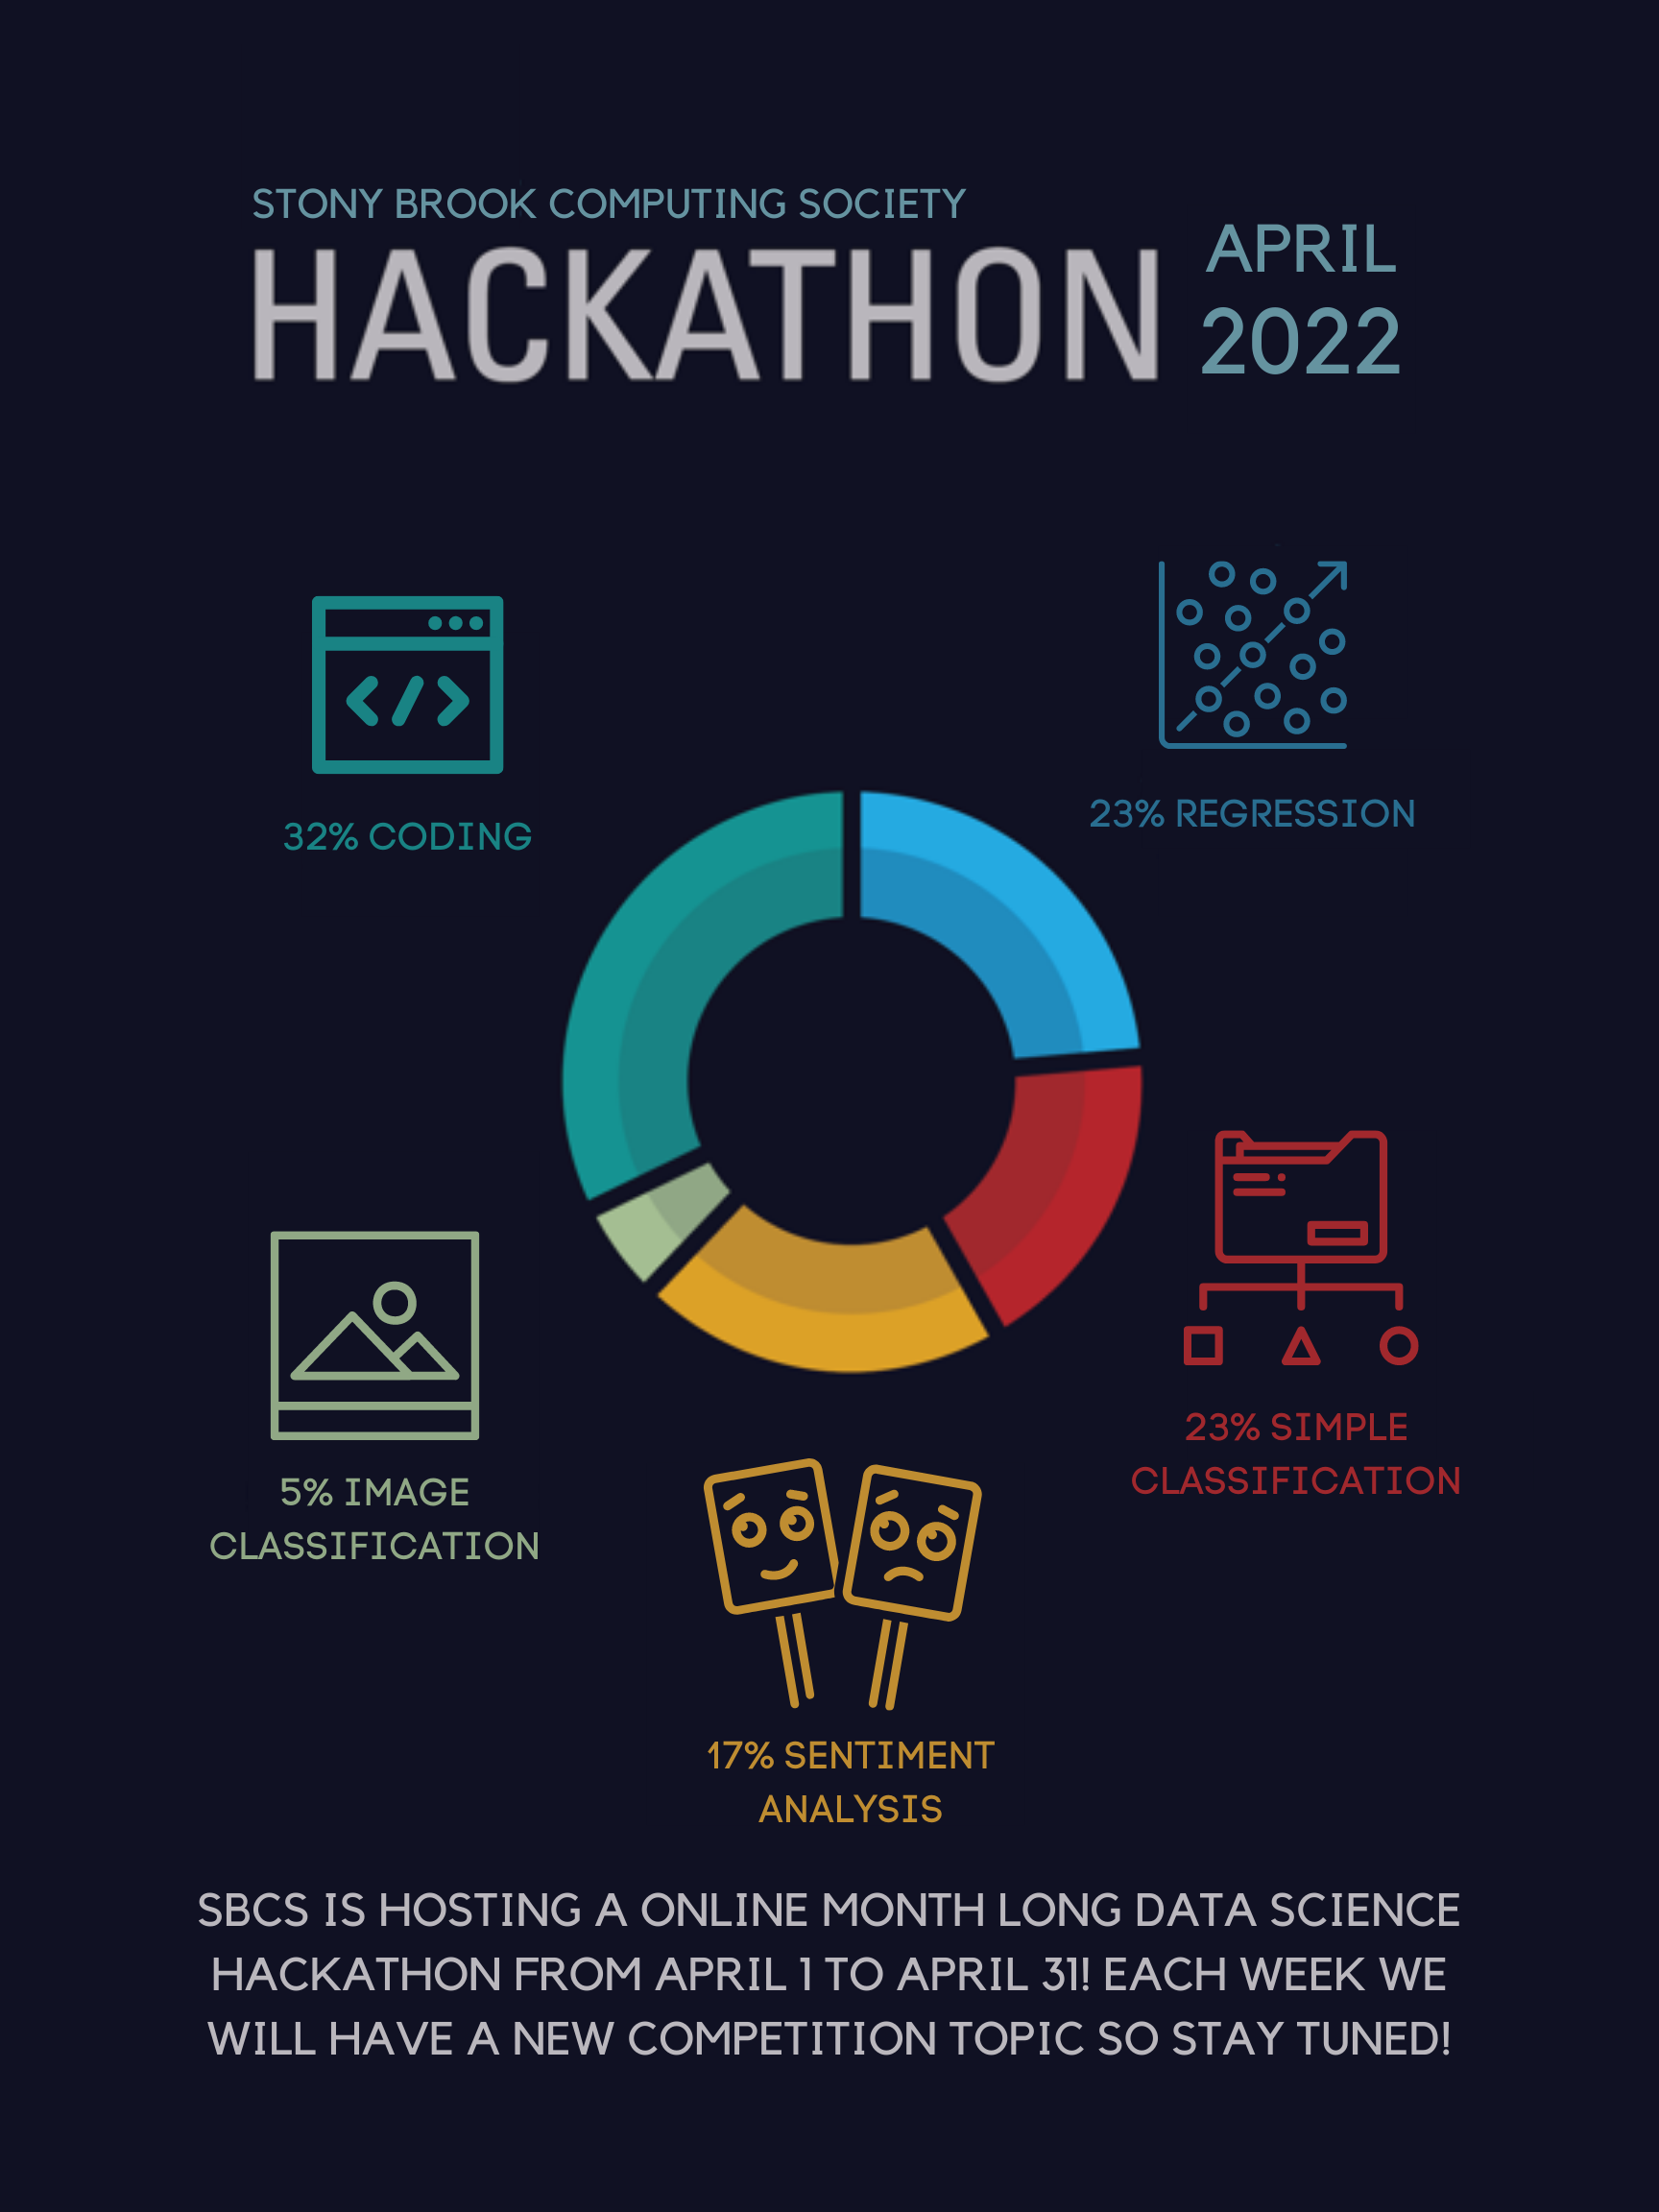 STONY BROOK COMPUTING SOCIETY
HACKATHON
APRIL
2022
</>
32% CODING
23% REGRESSION
23% SIMPLE
CLASSIFICATION
5% IMAGE
CLASSIFICATION
17% SENTIMENT
ANALYSIS
SBCS IS HOSTING A ONLINE MONTH LONG DATA SCIENCE
HACKATHON FROM APRIL 1 TO APRIL 31! EACH WEEK WE
WILL HAVE A NEW COMPETITION TOPIC SO STAY TUNED!